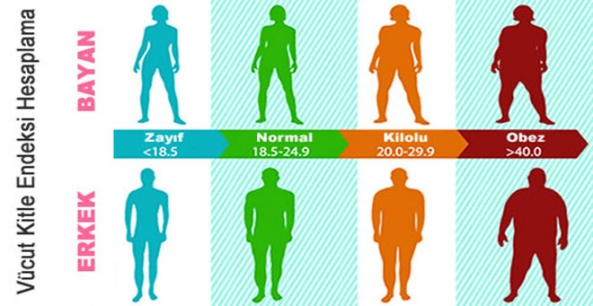 Vücut Kitle Endeksi Hesaplama
BAYAN
Zayıf Normal Kilolu Obez
<18.5 18.5-24.9 20.0-29.9 >40.0
ERKEK